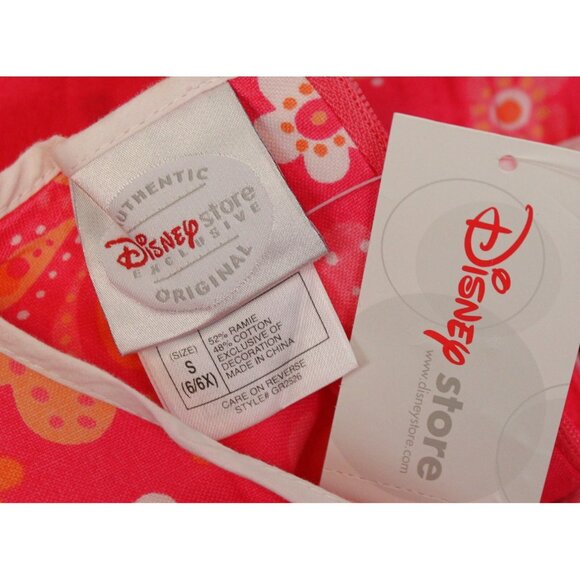 AUTHENTIC
Disney store
EXCLUSIVE
ORIGINAL
(SIZE)
S
(6/6X)
52% RAMIE
48% COTTON
EXCLUSIVE OF
DECORATION
MADE IN CHINA
CARE ON REVERSE
STYLE# GR2526
Disney store
www.disneystore.com